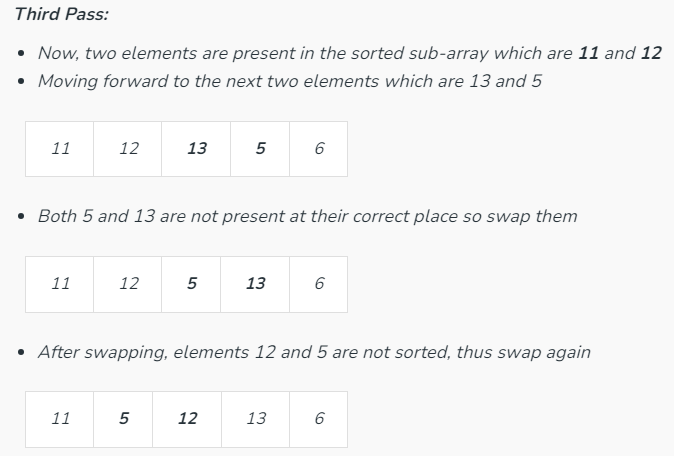 Third Pass:
Now, two elements are present in the sorted sub-array which are 11 and 12
Moving forward to the next two elements which are 13 and 5
11 12 13 5 6
Both 5 and 13 are not present at their correct place so swap them
11 12 5 13 6
After swapping, elements 12 and 5 are not sorted, thus swap again
11 5 12 13 6